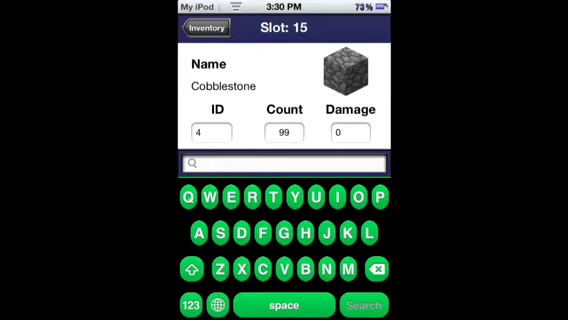 My iPod 3:30 PM 73%
Inventory Slot: 15
Name
Cobblestone
ID Count Damage
4 99 0
Q W E R T Y U I O P
A S D F G H J K L
Z X C V B N M
123 space Search